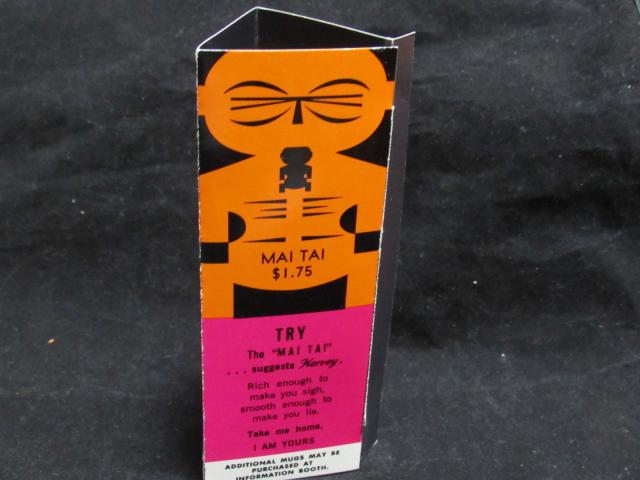 MAI TAI
$1.75
TRY
The "MAI TAI"
... suggests Harvey.
Rich enough to
make you sigh,
smooth enough to
make you lie.
Take me home,
I AM YOURS
ADDITIONAL MUGS MAY BE
PURCHASED AT
INFORMATION BOOTH.